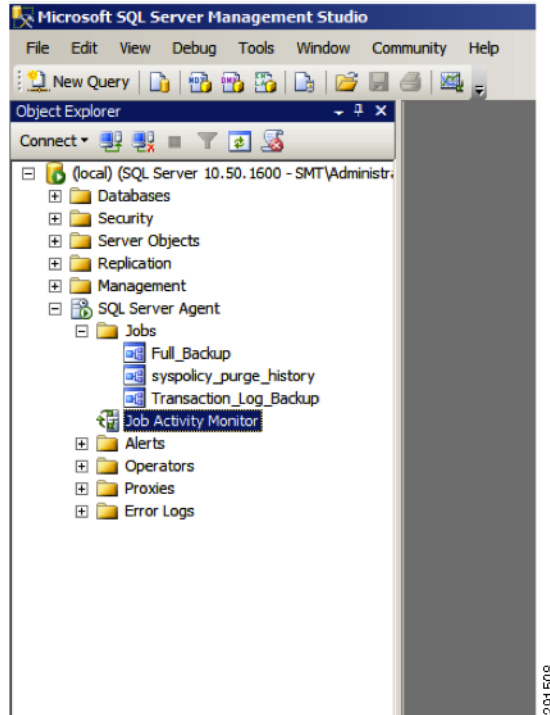 Microsoft SQL Server Management Studio
File Edit View Debug Tools Window Community Help
New Query
Object Explorer
Connect
(local) (SQL Server 10.50.1600 - SMT\Administra
Databases
Security
Server Objects
Replication
Management
SQL Server Agent
Jobs
Full_Backup
syspolicy_purge_history
Transaction_Log_Backup
Job Activity Monitor
Alerts
Operators
Proxies
Error Logs